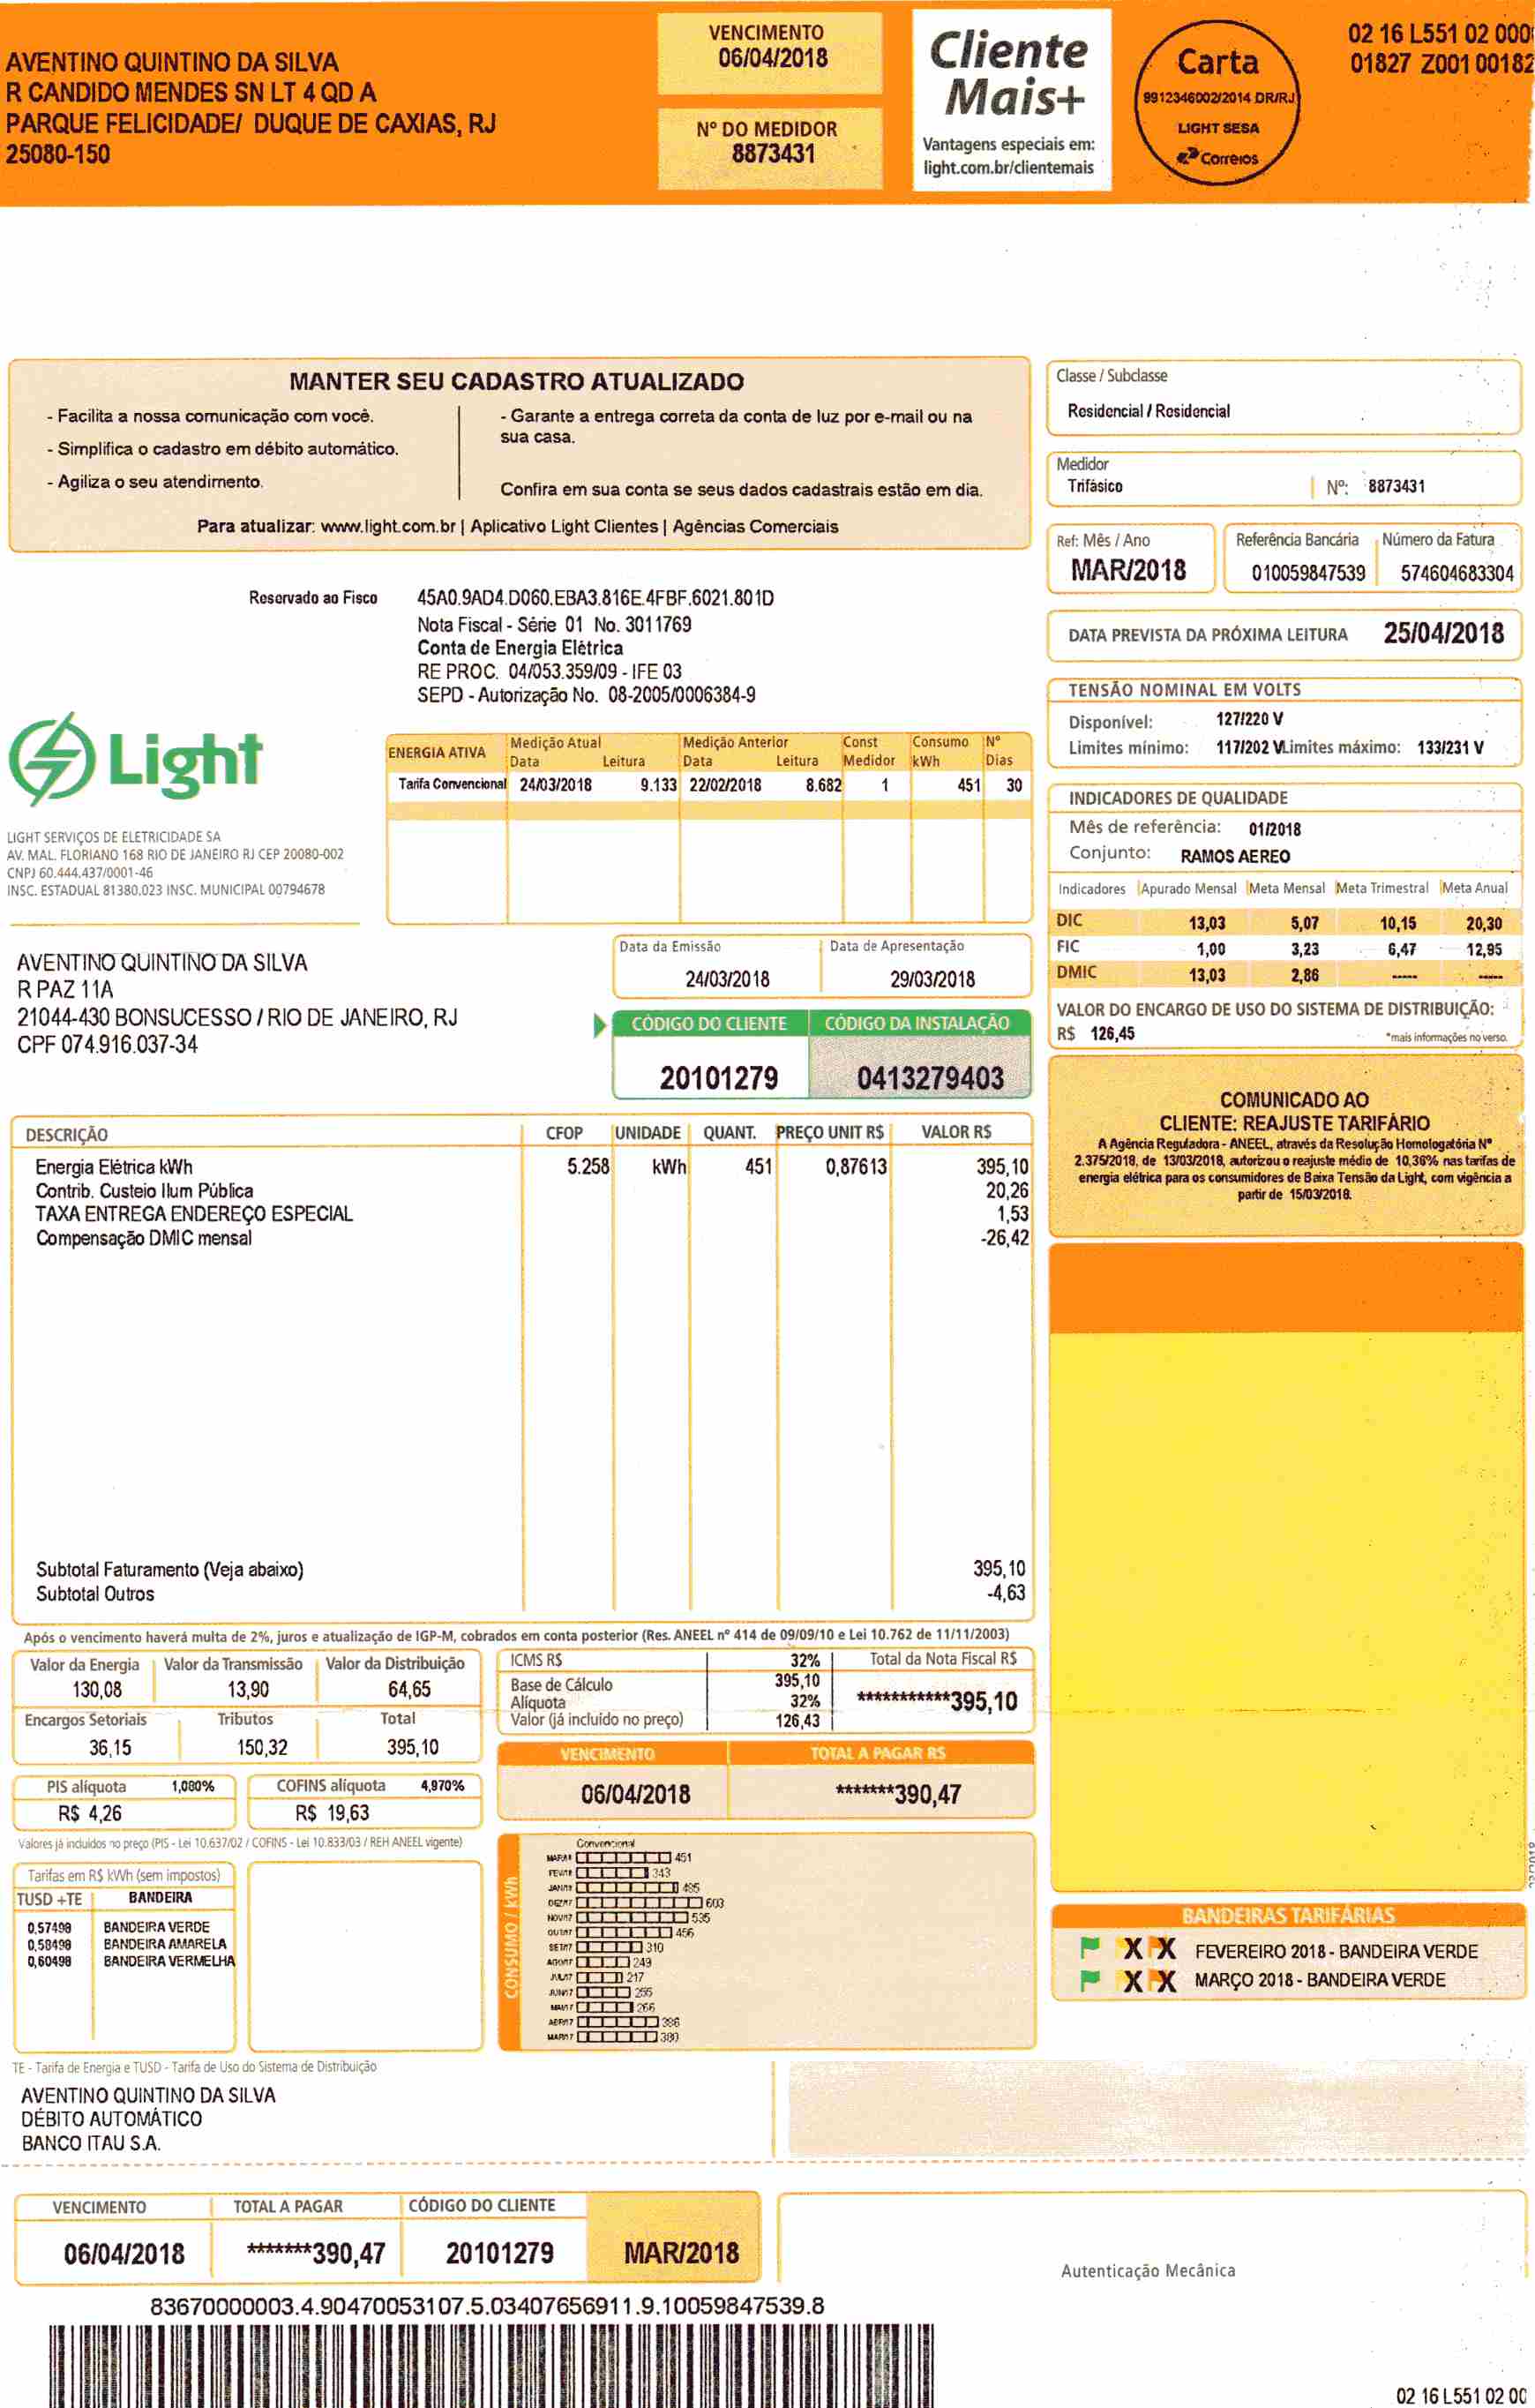 AVENTINO QUINTINO DA SILVA
R CANDIDO MENDES SN LT 4 QD A
PARQUE FELICIDADE/ DUQUE DE CAXIAS, RJ
25080-150
VENCIMENTO
06/04/2018
Nº DO MEDIDOR
8873431
Cliente
Mais+
Vantagens especiais em:
light.com.br/clientemais
Carta
9912346002/2014 DR/RJ
LIGHT SESA
Correios
02 16 L551 02 000
01827 Z001 00182
MANTER SEU CADASTRO ATUALIZADO
- Facilita a nossa comunicação com você.
- Simplifica o cadastro em débito automático.
- Agiliza o seu atendimento.
- Garante a entrega correta da conta de luz por e-mail ou na
sua casa.
Confira em sua conta se seus dados cadastrais estão em dia.
Para atualizar: www.light.com.br | Aplicativo Light Clientes | Agências Comerciais
Classe / Subclasse
Residencial / Residencial
Medidor
Trifásico Nº: 8873431
Ref: Mês / Ano
MAR/2018
Referência Bancária Número da Fatura
010059847539 574604683304
DATA PREVISTA DA PRÓXIMA LEITURA 25/04/2018
Reservado ao Fisco 45A0.9AD4.D060.EBA3.816E.4FBF.6021.801D
Nota Fiscal - Série 01 No. 3011769
Conta de Energia Elétrica
RE PROC. 04/053.359/09 - IFE 03
SEPD - Autorização No. 08-2005/0006384-9
TENSÃO NOMINAL EM VOLTS
Disponível: 127/220 V
Limites mínimo: 117/202 V Limites máximo: 133/231 V
Light
LIGHT SERVIÇOS DE ELETRICIDADE SA
AV. MAL. FLORIANO 168 RIO DE JANEIRO RJ CEP 20080-002
CNPJ 60.444.437/0001-46
INSC. ESTADUAL 81380.023 INSC. MUNICIPAL 00794678
ENERGIA ATIVA Medição Atual Medição Anterior Const Consumo Nº
Data Leitura Data Leitura Medidor kWh Dias
Tarifa Convencional 24/03/2018 9.133 22/02/2018 8.682 1 451 30
INDICADORES DE QUALIDADE
Mês de referência: 01/2018
Conjunto: RAMOS AEREO
Indicadores Apurado Mensal Meta Mensal Meta Trimestral Meta Anual
DIC 13,03 5,07 10,15 20,30
FIC 1,00 3,23 6,47 12,95
DMIC 13,03 2,86 ----- -----
VALOR DO ENCARGO DE USO DO SISTEMA DE DISTRIBUIÇÃO:
R$ 126,45 *mais informações no verso.
AVENTINO QUINTINO DA SILVA
R PAZ 11A
21044-430 BONSUCESSO / RIO DE JANEIRO, RJ
CPF 074.916.037-34
Data da Emissão Data de Apresentação
24/03/2018 29/03/2018
CÓDIGO DO CLIENTE CÓDIGO DA INSTALAÇÃO
20101279 0413279403
COMUNICADO AO
CLIENTE: REAJUSTE TARIFÁRIO
A Agência Reguladora - ANEEL, através da Resolução Homologatória Nº
2.375/2018, de 13/03/2018, autorizou o reajuste médio de 10,36% nas tarifas de
energia elétrica para os consumidores de Baixa Tensão da Light, com vigência a
partir de 15/03/2018.
DESCRIÇÃO CFOP UNIDADE QUANT. PREÇO UNIT R$ VALOR R$
Energia Elétrica kWh 5.258 kWh 451 0,87613 395,10
Contrib. Custeio Ilum Pública 20,26
TAXA ENTREGA ENDEREÇO ESPECIAL 1,53
Compensação DMIC mensal -26,42
Subtotal Faturamento (Veja abaixo) 395,10
Subtotal Outros -4,63
Após o vencimento haverá multa de 2%, juros e atualização de IGP-M, cobrados em conta posterior (Res. ANEEL nº 414 de 09/09/10 e Lei 10.762 de 11/11/2003)
Valor da Energia Valor da Transmissão Valor da Distribuição
130,08 13,90 64,65
Encargos Setoriais Tributos Total
36,15 150,32 395,10
ICMS R$ 32% Total da Nota Fiscal R$
Base de Cálculo 395,10
Alíquota 32% ***********395,10
Valor (já incluído no preço) 126,43
VENCIMENTO TOTAL A PAGAR R$
06/04/2018 *******390,47
PIS alíquota 1,080% COFINS alíquota 4,970%
R$ 4,26 R$ 19,63
Valores já incluídos no preço (PIS - Lei 10.637/02 / COFINS - Lei 10.833/03 / REH ANEEL vigente)
Tarifas em R$ kWh (sem impostos)
TUSD +TE BANDEIRA
0,57498 BANDEIRA VERDE
0,58498 BANDEIRA AMARELA
0,60498 BANDEIRA VERMELHA
CONSUMO / kWh
Convencional
MAR/18 451
FEV/18 343
JAN/18 485
DEZ/17 603
NOV/17 535
OUT/17 456
SET/17 310
AGO/17 249
JUL/17 217
JUN/17 255
MAI/17 266
ABR/17 386
MAR/17 380
BANDEIRAS TARIFÁRIAS
X X FEVEREIRO 2018 - BANDEIRA VERDE
X X MARÇO 2018 - BANDEIRA VERDE
TE - Tarifa de Energia e TUSD - Tarifa de Uso do Sistema de Distribuição
AVENTINO QUINTINO DA SILVA
DÉBITO AUTOMÁTICO
BANCO ITAU S.A.
VENCIMENTO TOTAL A PAGAR CÓDIGO DO CLIENTE
06/04/2018 *******390,47 20101279 MAR/2018
Autenticação Mecânica
83670000003.4.90470053107.5.03407656911.9.10059847539.8
02 16 L551 02 00